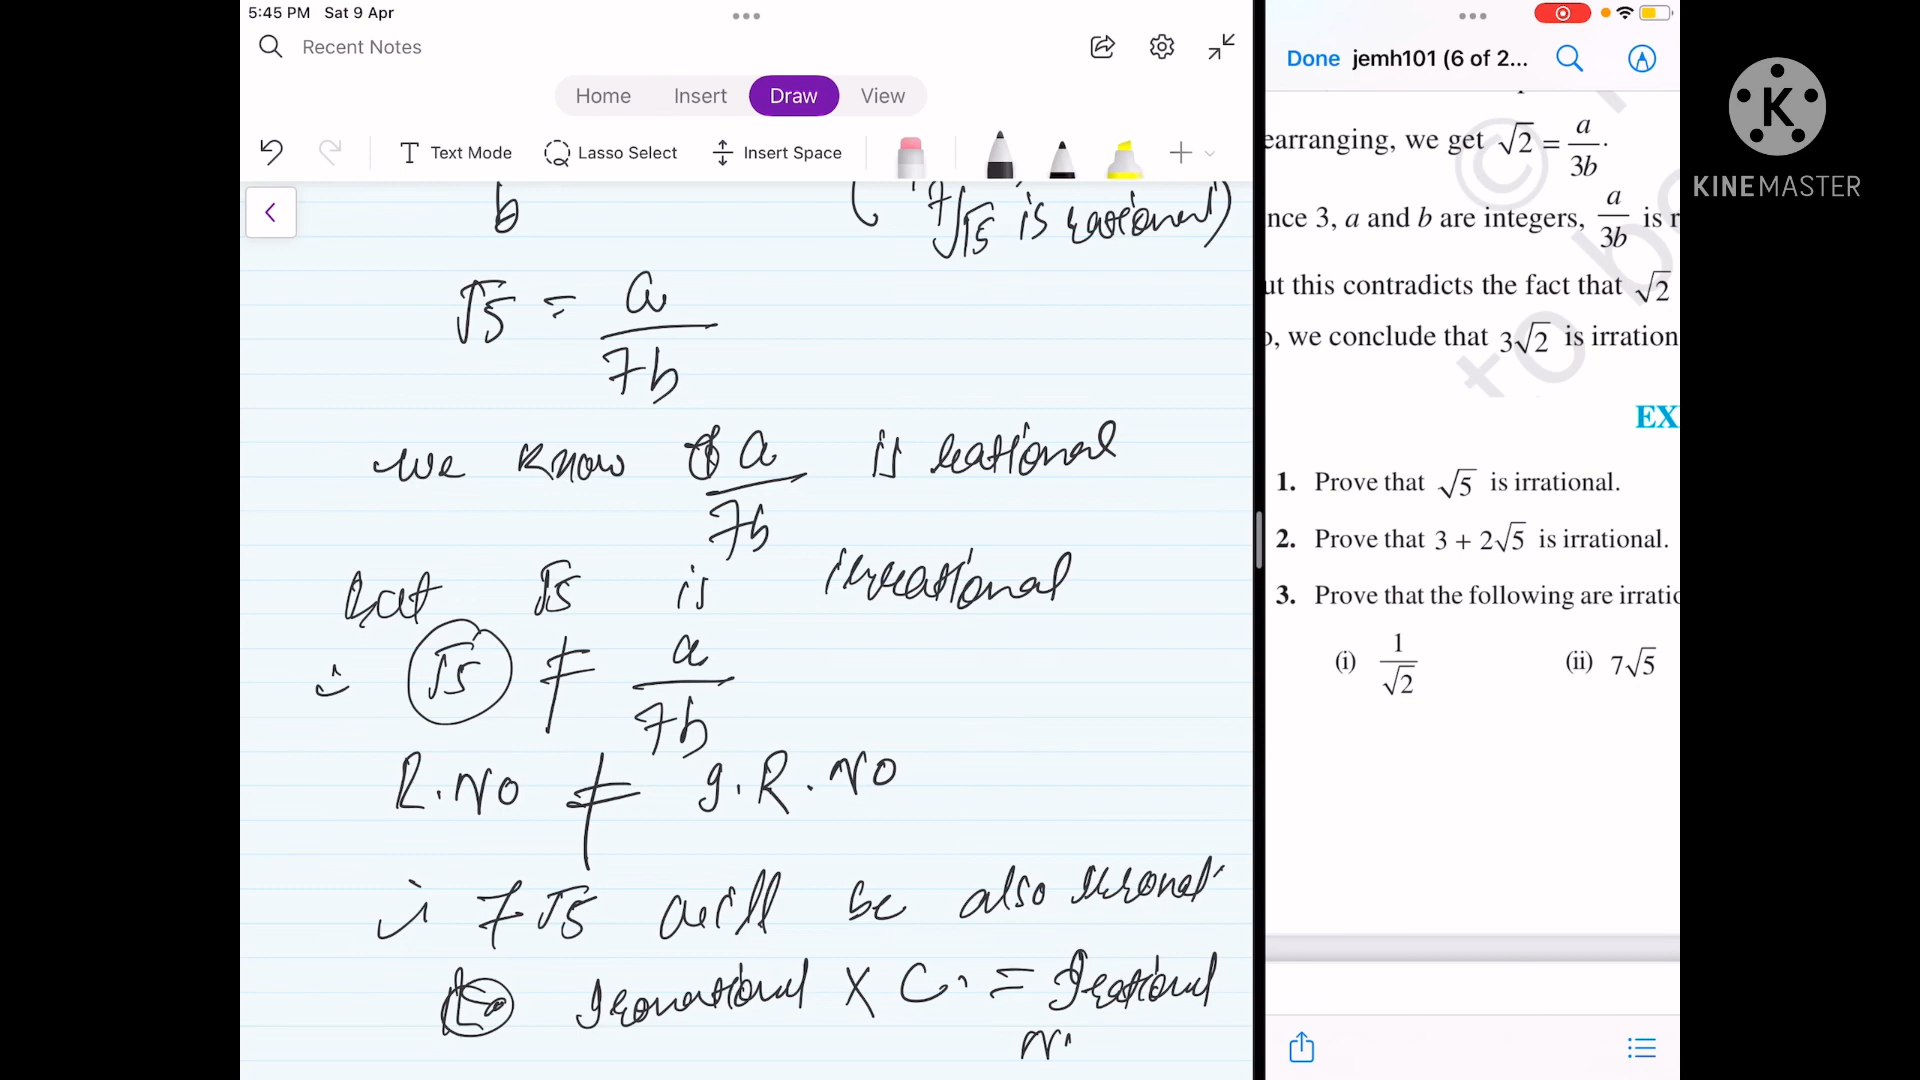 5:45 PM Sat 9 Apr
Recent Notes
Home Insert Draw View
Text Mode Lasso Select Insert Space
b
7√5 is rational)
√5 = a/7b
we know a/7b is rational
but √5 is irrational
∴ √5 ≠ a/7b
R.No ≠ I.R.No
∴ 7√5 will be also
× C. = 
N.
Done jemh101 (6 of 2...
earranging, we get √2 = a/3b.
nce 3, a and b are integers, a/3b is r
ut this contradicts the fact that √2
o, we conclude that 3√2 is irration
EX
1. Prove that √5 is irrational.
2. Prove that 3 + 2√5 is irrational.
3. Prove that the following are irratio
(i) 1/√2 (ii) 7√5
K
KINEMASTER